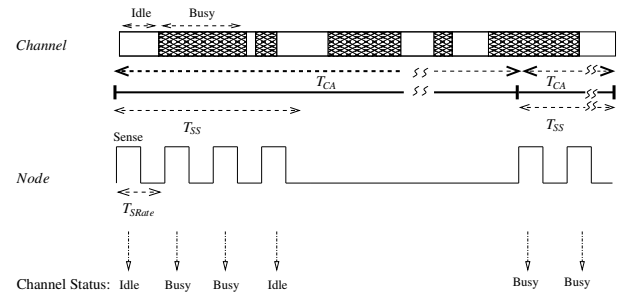 Idle Busy
Channel
T_CA T_CA
T_SS T_SS
Sense
Node
T_SRate
Channel Status: Idle Busy Busy Idle Busy Busy